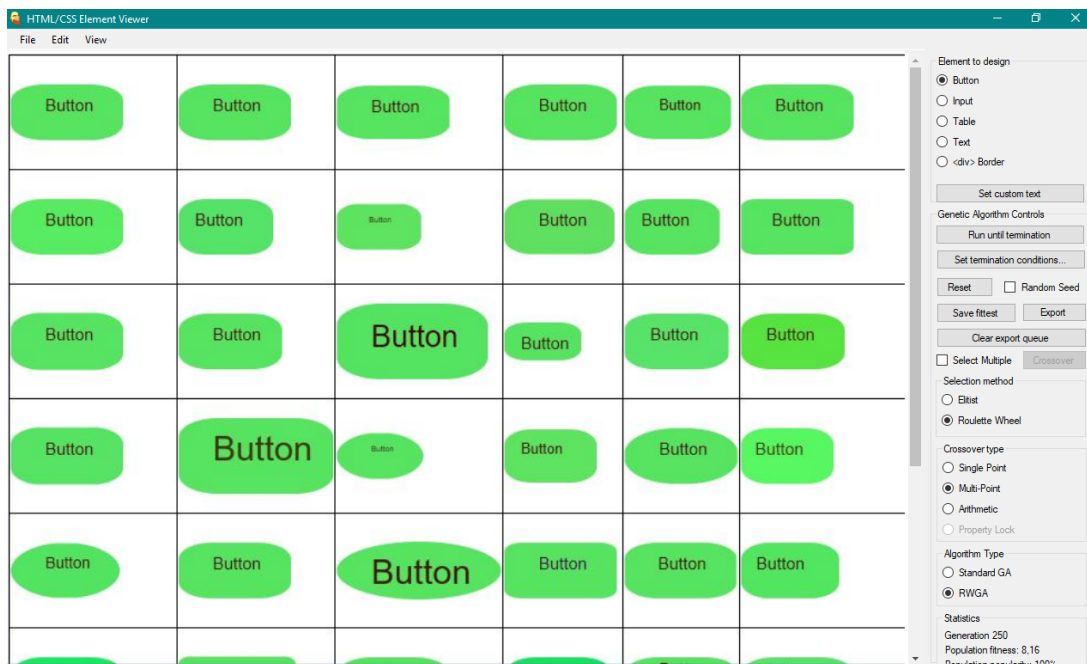 HTML/CSS Element Viewer
File Edit View
Button Button Button Button Button Button
Button Button Button Button Button Button
Button Button Button Button Button Button
Button Button Button Button Button Button
Button Button Button Button Button Button
Element to design
Button
Input
Table
Text
<div> Border
Set custom text
Genetic Algorithm Controls
Run until termination
Set termination conditions...
Reset Random Seed
Save fittest Export
Clear export queue
Select Multiple Crossover
Selection method
Elitist
Roulette Wheel
Crossover type
Single Point
Multi-Point
Arithmetic
Property Lock
Algorithm Type
Standard GA
RWGA
Statistics
Generation 250
Population fitness: 8,16
Population popularity: 100%